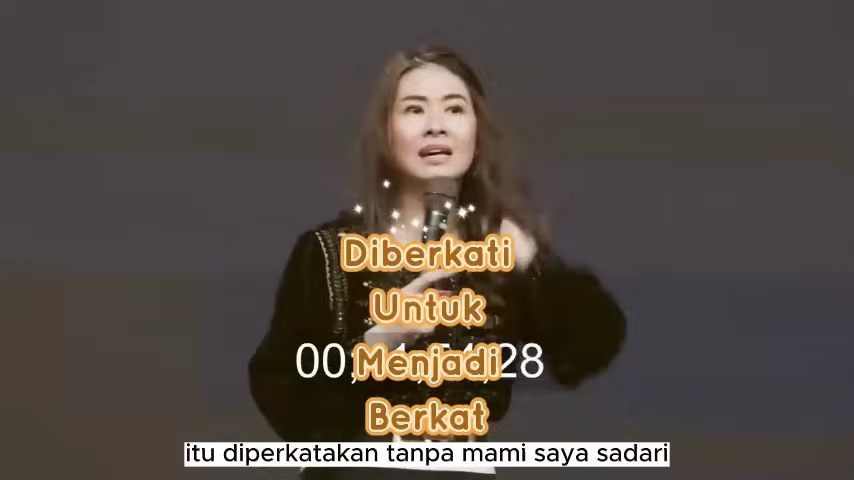 Diberkati
Untuk
Menjadi
Berkat
itu diperkatakan tanpa mami saya sadari